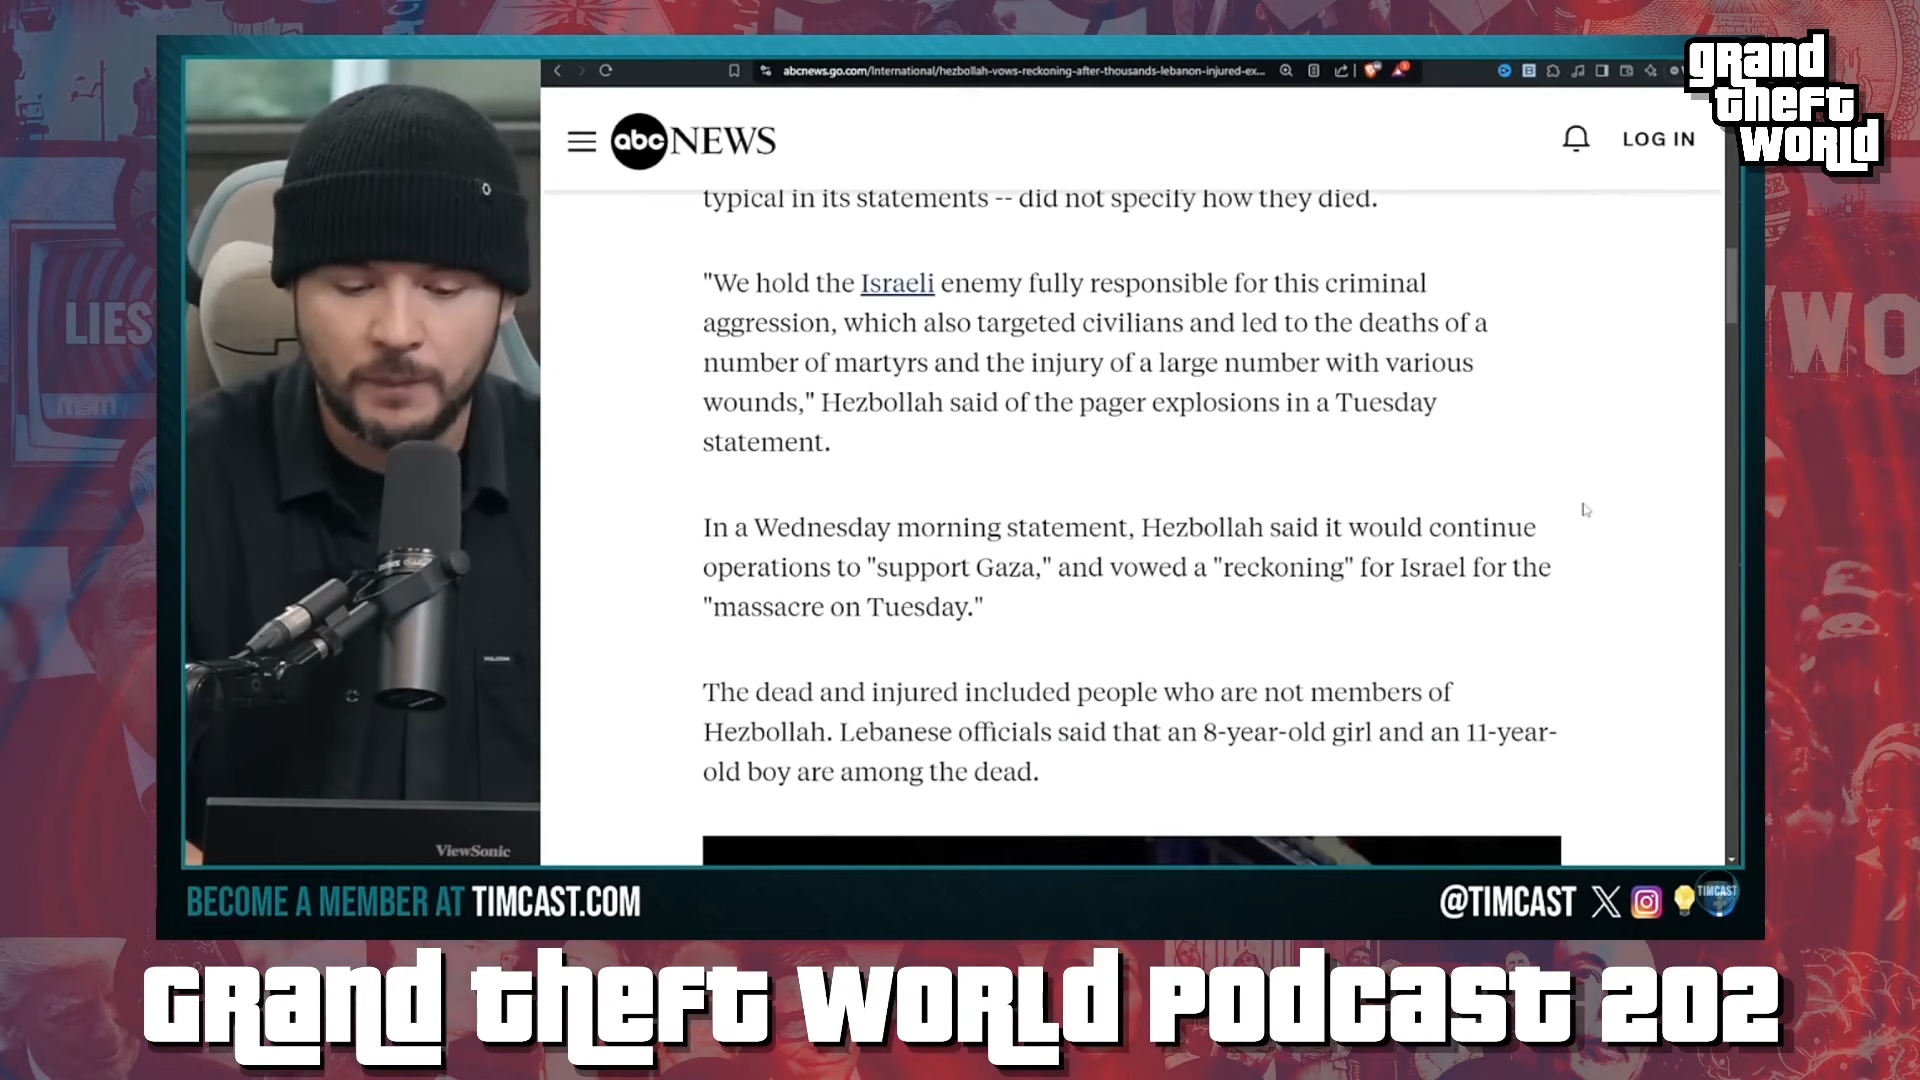 abcnews.go.com/International/hezbollah-vows-reckoning-after-thousands-lebanon-injured-ex...
grand
theft
world
abc NEWS
LOG IN
typical in its statements -- did not specify how they died.
"We hold the Israeli enemy fully responsible for this criminal
aggression, which also targeted civilians and led to the deaths of a
number of martyrs and the injury of a large number with various
wounds," Hezbollah said of the pager explosions in a Tuesday
statement.
In a Wednesday morning statement, Hezbollah said it would continue
operations to "support Gaza," and vowed a "reckoning" for Israel for the
"massacre on Tuesday."
The dead and injured included people who are not members of
Hezbollah. Lebanese officials said that an 8-year-old girl and an 11-year-
old boy are among the dead.
LIES
msm
WO
VOLCOM
ViewSonic
BECOME A MEMBER AT TIMCAST.COM
@TIMCAST
TIMCAST
grand theft world podcast 202